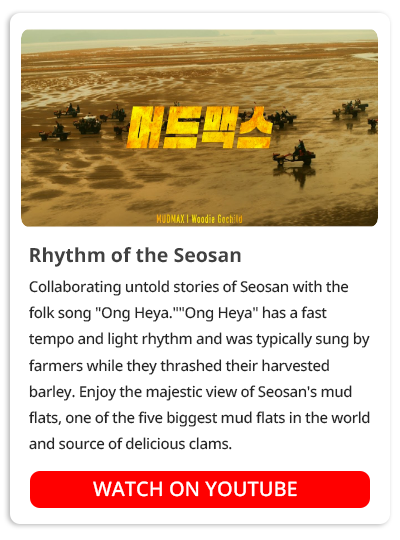 머드맥스
MUDMAX | Woodie Gochild
Rhythm of the Seosan
Collaborating untold stories of Seosan with the
folk song "Ong Heya.""Ong Heya" has a fast
tempo and light rhythm and was typically sung by
farmers while they thrashed their harvested
barley. Enjoy the majestic view of Seosan's mud
flats, one of the five biggest mud flats in the world
and source of delicious clams.
WATCH ON YOUTUBE